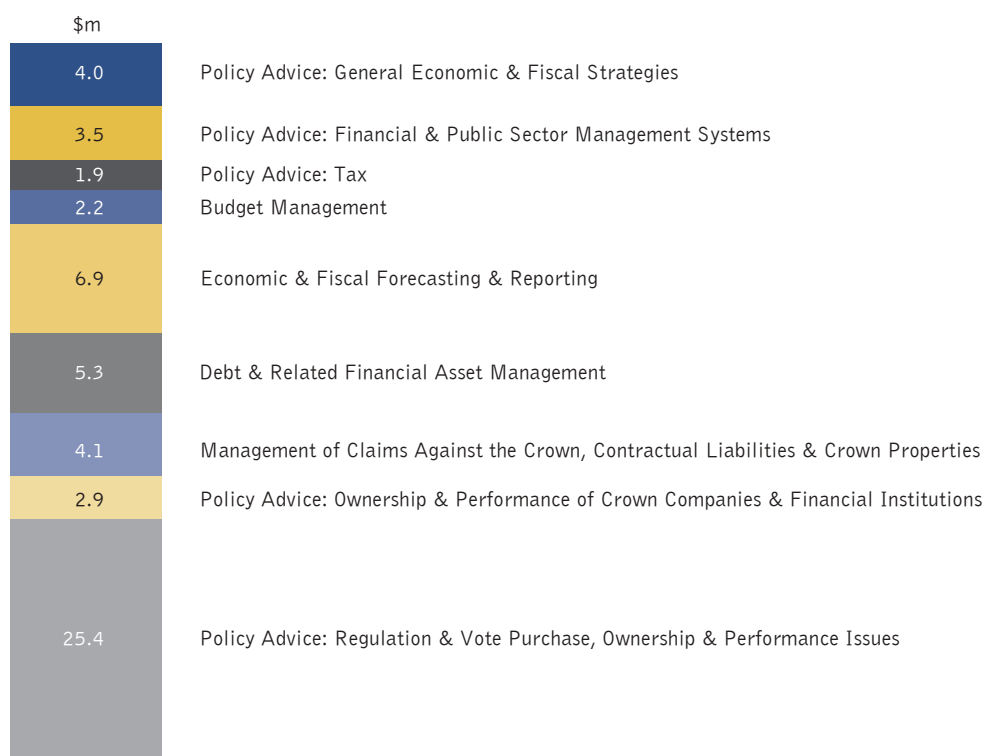 $m
4.0 Policy Advice: General Economic & Fiscal Strategies
3.5 Policy Advice: Financial & Public Sector Management Systems
1.9 Policy Advice: Tax
2.2 Budget Management
6.9 Economic & Fiscal Forecasting & Reporting
5.3 Debt & Related Financial Asset Management
4.1 Management of Claims Against the Crown, Contractual Liabilities & Crown Properties
2.9 Policy Advice: Ownership & Performance of Crown Companies & Financial Institutions
25.4 Policy Advice: Regulation & Vote Purchase, Ownership & Performance Issues